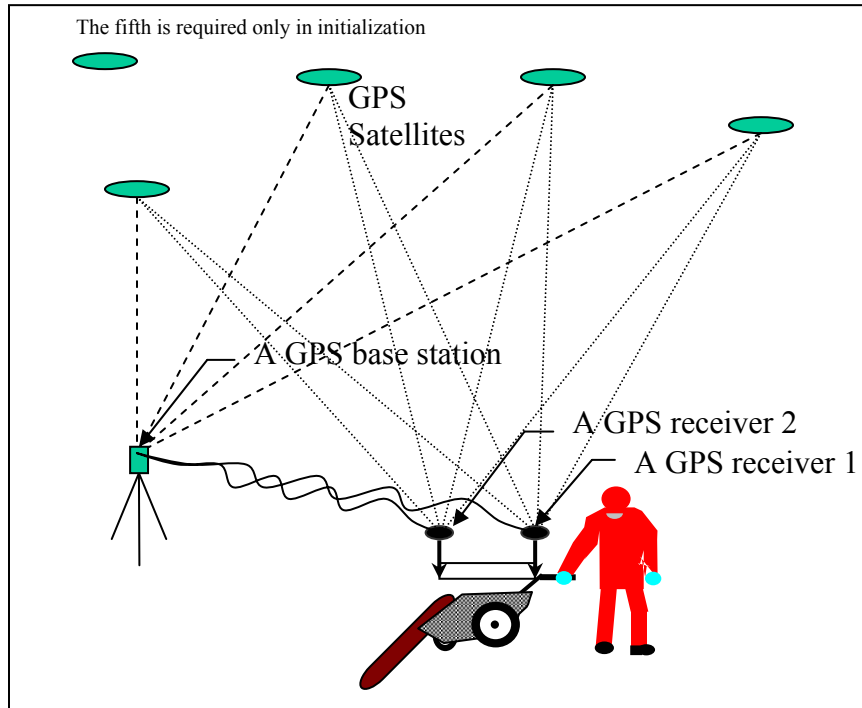 The fifth is required only in initialization
GPS
Satellites
A GPS base station
A GPS receiver 2
A GPS receiver 1